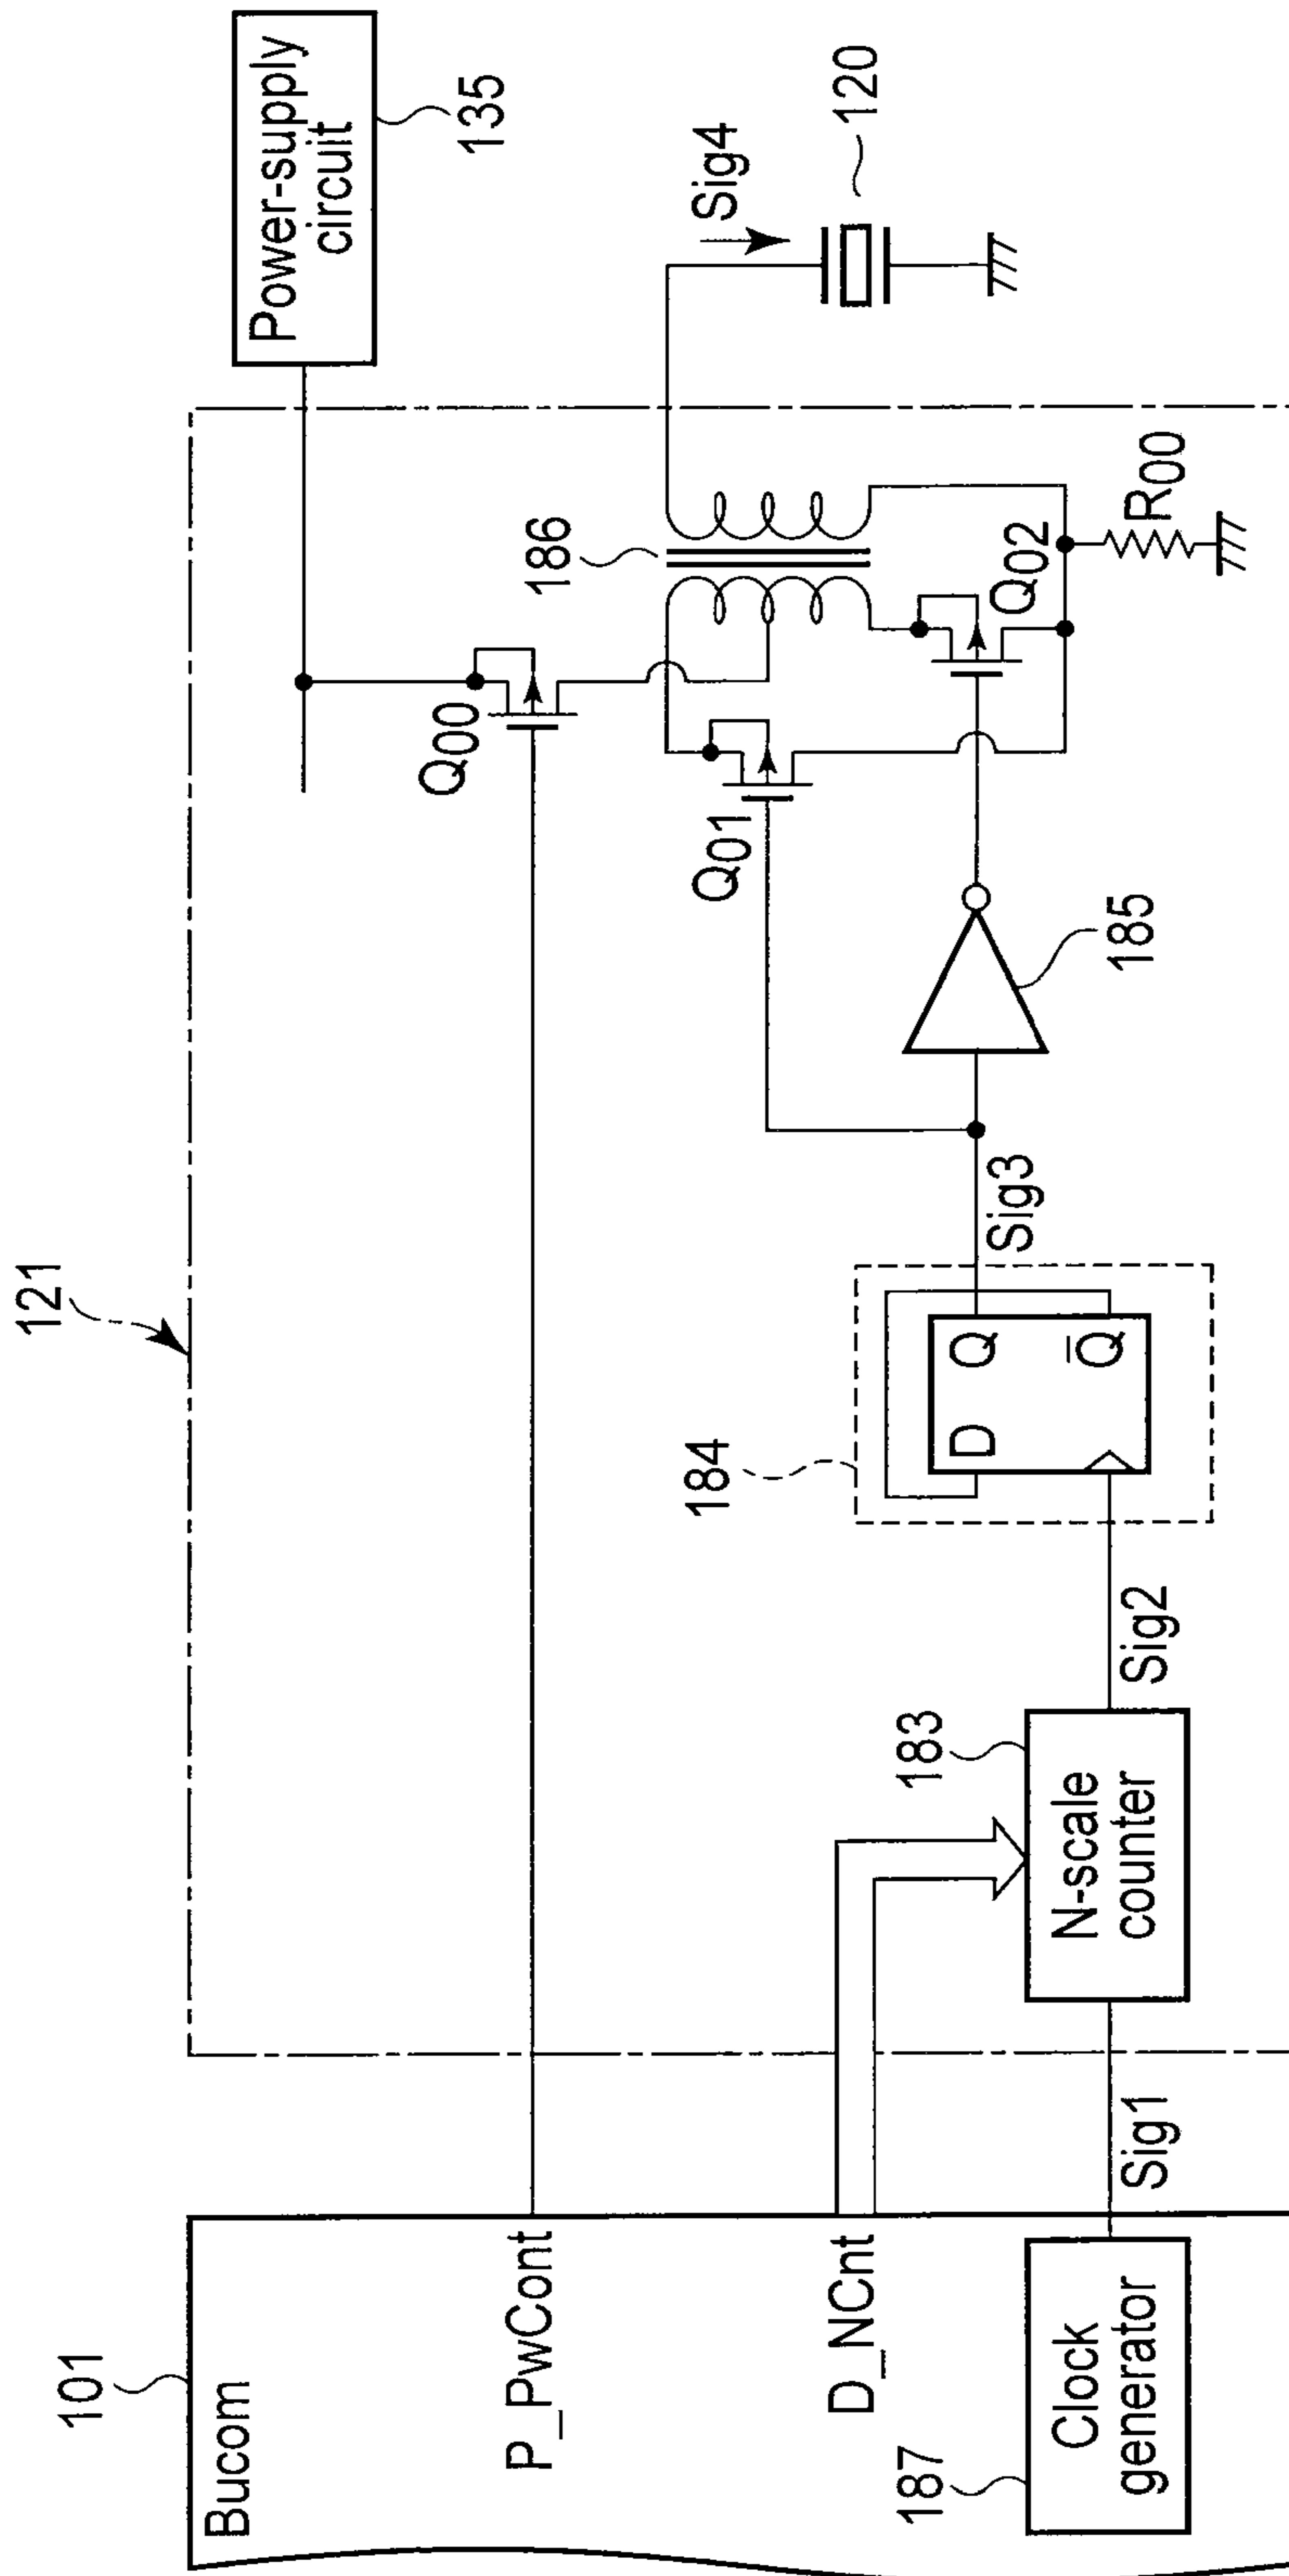 121
101
Bucom
P_PwCont
D_NCnt
Clock
generator
187
Sig1
N-scale
counter
183
Sig2
184
D
Q
Q̅
Sig3
185
Q01
Q00
Q02
186
R00
Power-supply
circuit
135
Sig4
120